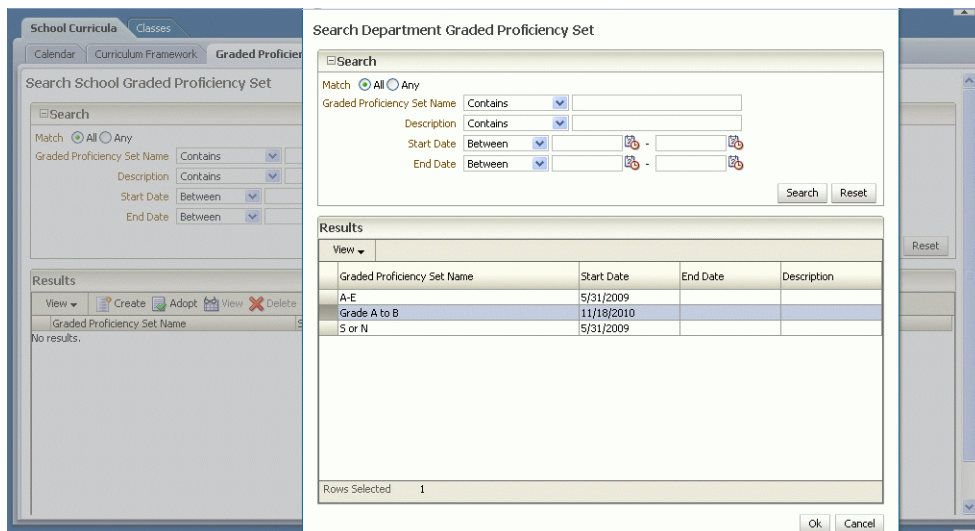 School Curricula Classes
Calendar Curriculum Framework Graded Proficien
Search School Graded Proficiency Set
Search
Match All Any
Graded Proficiency Set Name Contains
Description Contains
Start Date Between
End Date Between
Reset
Results
View Create Adopt View Delete
Graded Proficiency Set Name S
No results.
Search Department Graded Proficiency Set
Search
Match All Any
Graded Proficiency Set Name Contains
Description Contains
Start Date Between -
End Date Between -
Search Reset
Results
View
Graded Proficiency Set Name Start Date End Date Description
A-E 5/31/2009
Grade A to B 11/18/2010
S or N 5/31/2009
Rows Selected 1
Ok Cancel